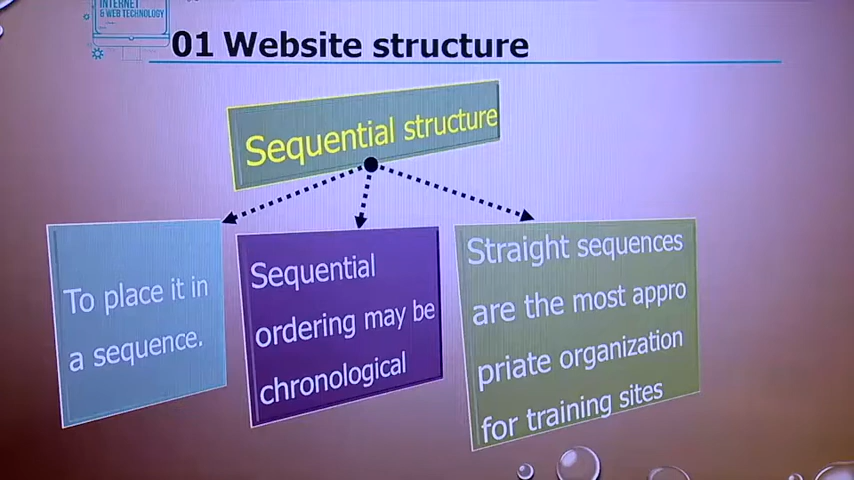 INTERNET
& WEB TECHNOLOGY
01 Website structure
Sequential structure
To place it in
a sequence.
Sequential
ordering may be
chronological
Straight sequences
are the most appro
priate organization
for training sites